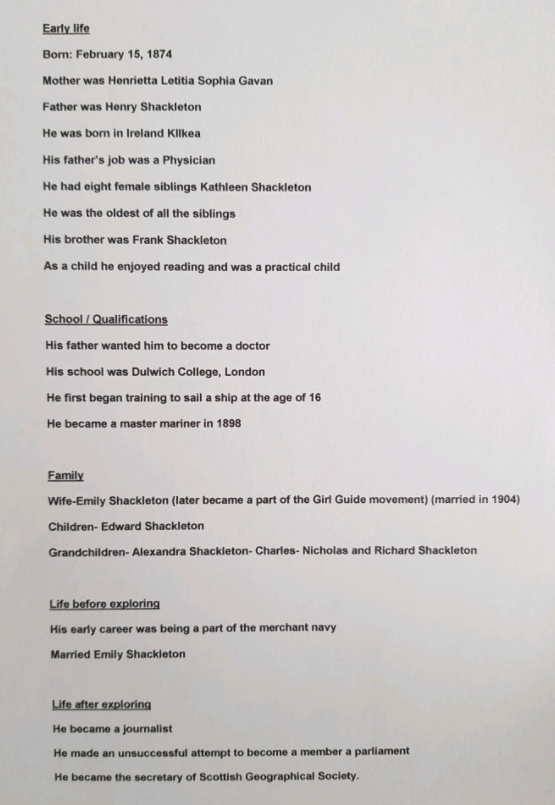 Early life
Born: February 15, 1874
Mother was Henrietta Letitia Sophia Gavan
Father was Henry Shackleton
He was born in Ireland KIlkea
His father's job was a Physician
He had eight female siblings Kathleen Shackleton
He was the oldest of all the siblings
His brother was Frank Shackleton
As a child he enjoyed reading and was a practical child
School / Qualifications
His father wanted him to become a doctor
His school was Dulwich College, London
He first began training to sail a ship at the age of 16
He became a master mariner in 1898
Family
Wife-Emily Shackleton (later became a part of the Girl Guide movement) (married in 1904)
Children- Edward Shackleton
Grandchildren- Alexandra Shackleton- Charles- Nicholas and Richard Shackleton
Life before exploring
His early career was being a part of the merchant navy
Married Emily Shackleton
Life after exploring
He became a journalist
He made an unsuccessful attempt to become a member a parliament
He became the secretary of Scottish Geographical Society.